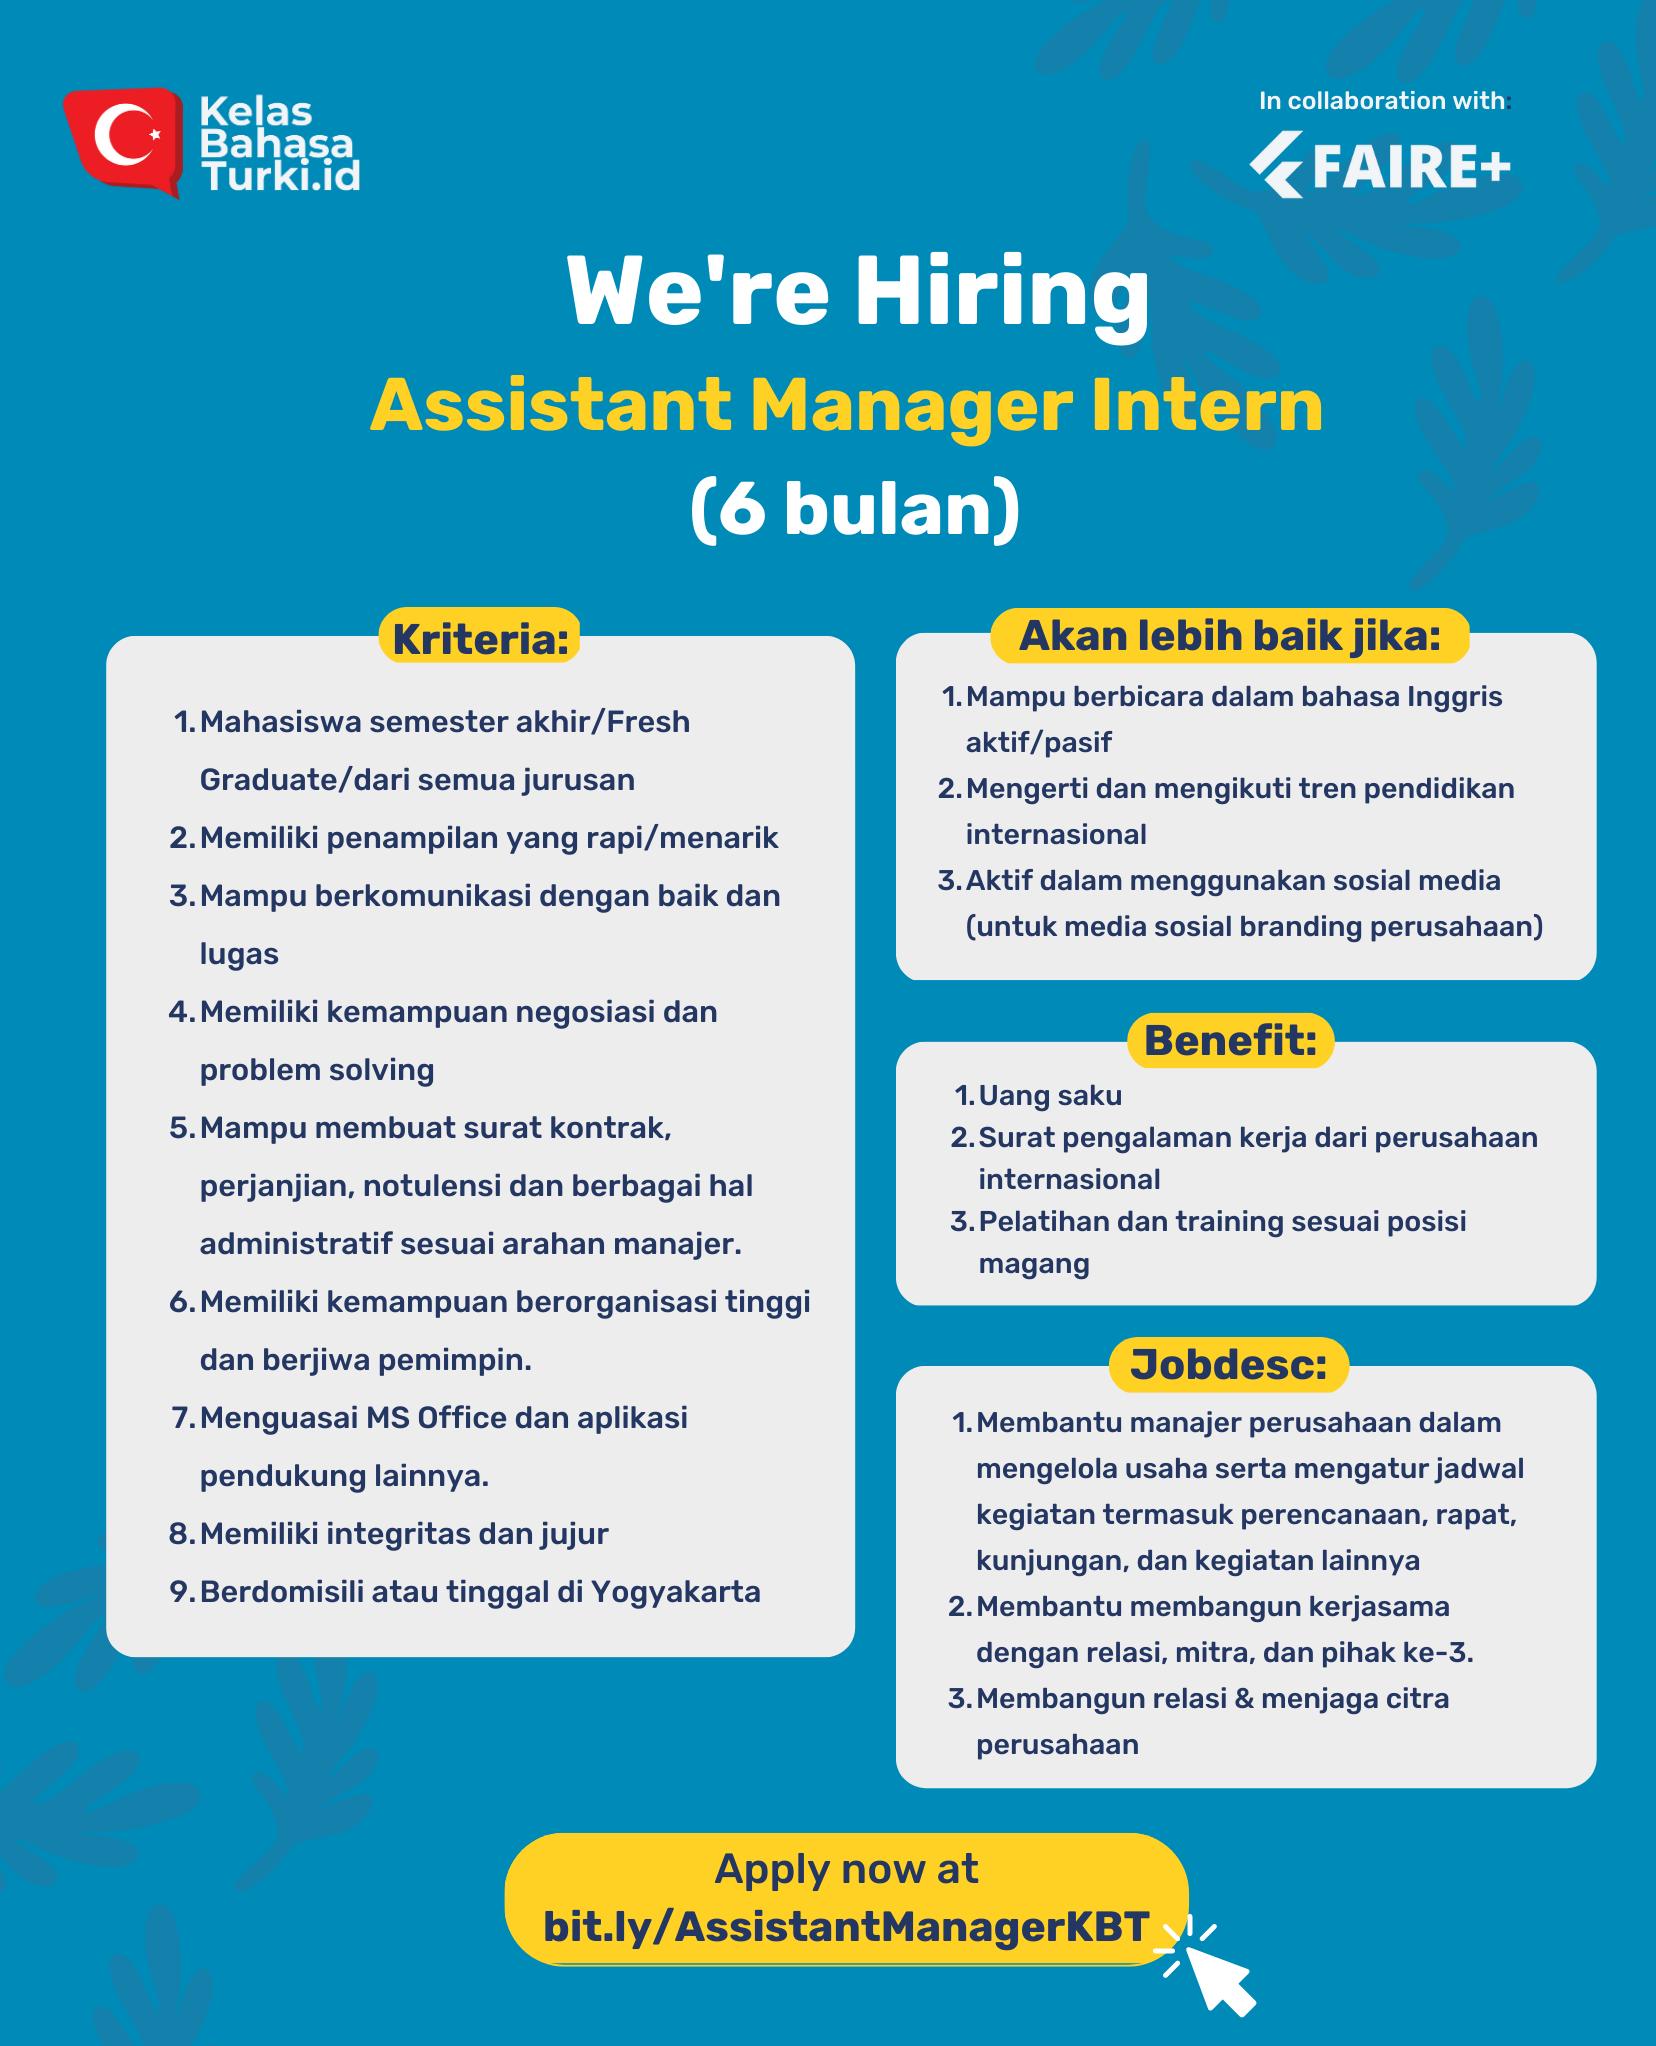 Kelas
Bahasa
Turki.id
In collaboration with:
FAIRE+
We're Hiring
Assistant Manager Intern
(6 bulan)
Kriteria:
1. Mahasiswa semester akhir/Fresh
Graduate/dari semua jurusan
2. Memiliki penampilan yang rapi/menarik
3. Mampu berkomunikasi dengan baik dan
lugas
4. Memiliki kemampuan negosiasi dan
problem solving
5. Mampu membuat surat kontrak,
perjanjian, notulensi dan berbagai hal
administratif sesuai arahan manajer.
6. Memiliki kemampuan berorganisasi tinggi
dan berjiwa pemimpin.
7. Menguasai MS Office dan aplikasi
pendukung lainnya.
8. Memiliki integritas dan jujur
9. Berdomisili atau tinggal di Yogyakarta
Akan lebih baik jika:
1. Mampu berbicara dalam bahasa Inggris
aktif/pasif
2. Mengerti dan mengikuti tren pendidikan
internasional
3. Aktif dalam menggunakan sosial media
(untuk media sosial branding perusahaan)
Benefit:
1. Uang saku
2. Surat pengalaman kerja dari perusahaan
internasional
3. Pelatihan dan training sesuai posisi
magang
Jobdesc:
1. Membantu manajer perusahaan dalam
mengelola usaha serta mengatur jadwal
kegiatan termasuk perencanaan, rapat,
kunjungan, dan kegiatan lainnya
2. Membantu membangun kerjasama
dengan relasi, mitra, dan pihak ke-3.
3. Membangun relasi & menjaga citra
perusahaan
Apply now at
bit.ly/AssistantManagerKBT